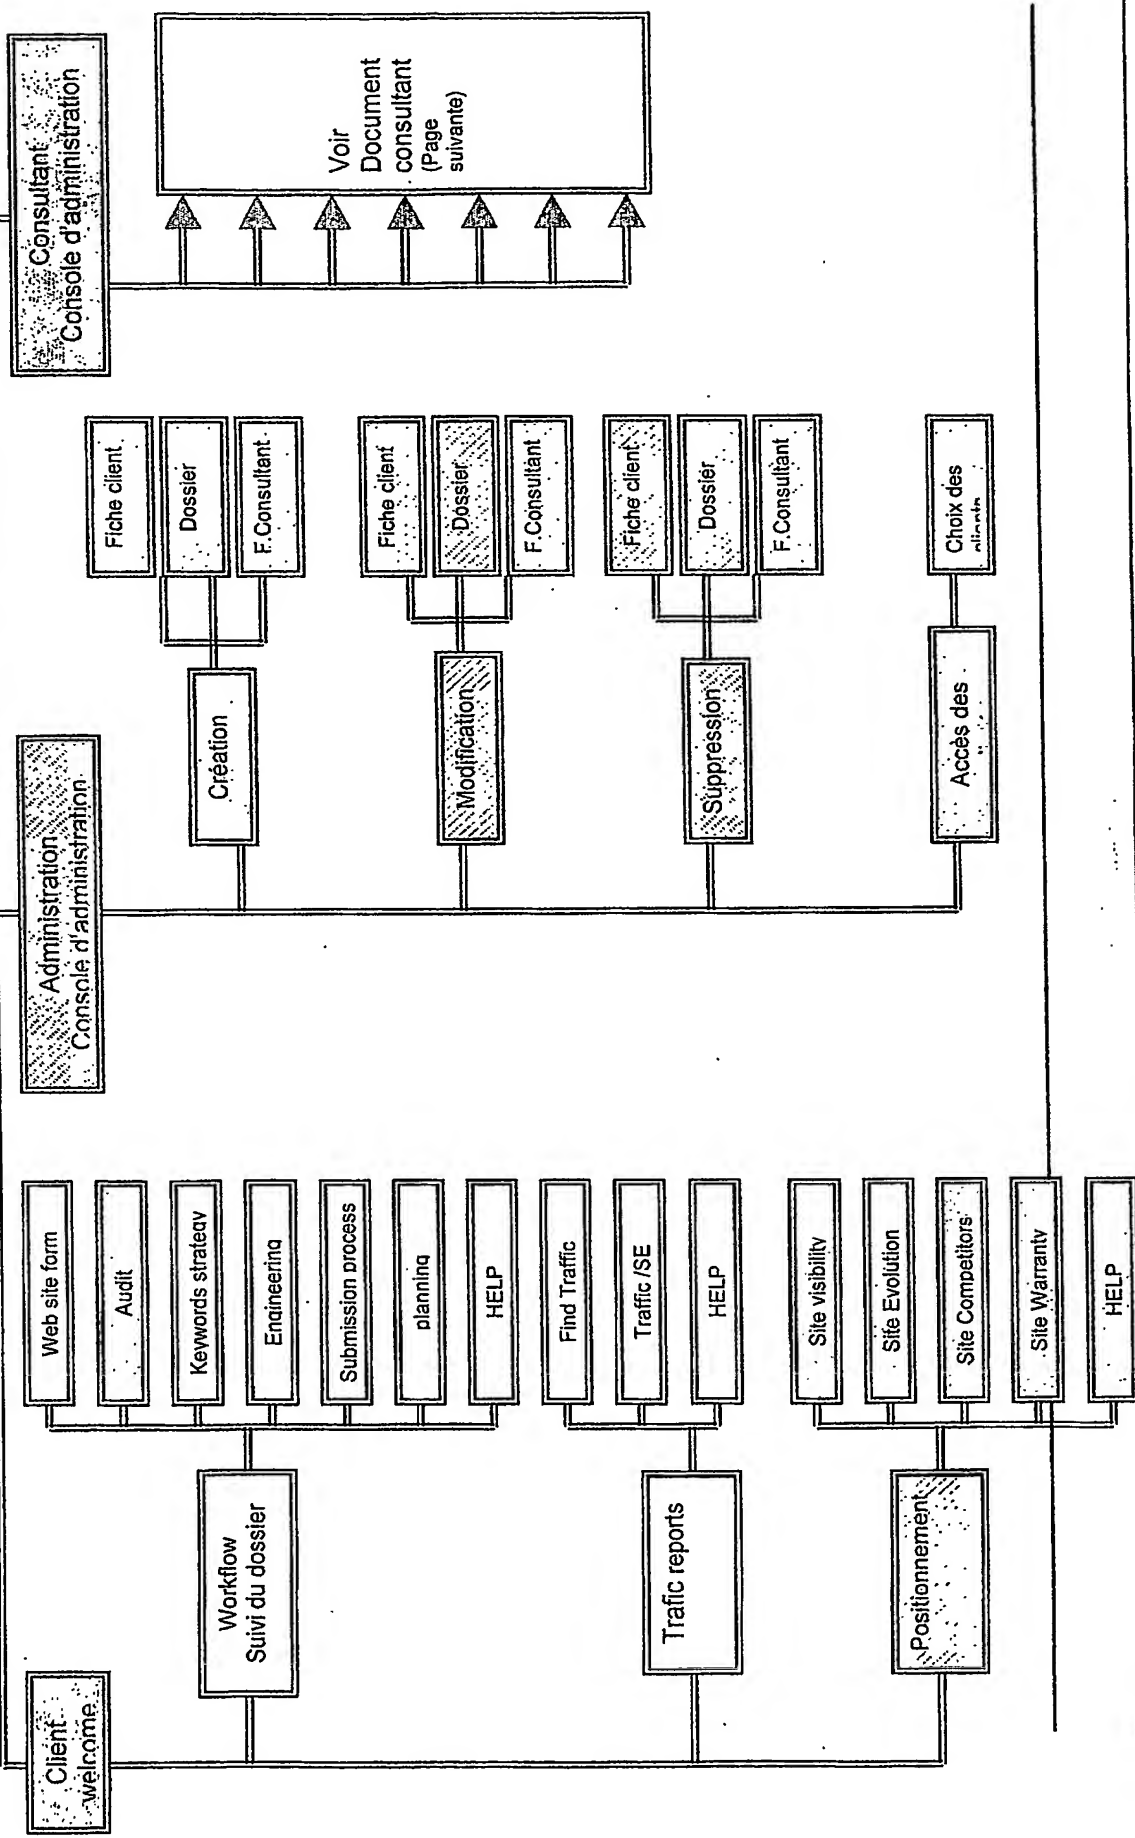 Client
welcome
Workflow
Suivi du dossier
Web site form
Audit
Keywords strategy
Engineering
Submission process
planning
HELP
Trafic reports
Find Traffic
Traffic /SE
HELP
Positionnement
Site visibility
Site Evolution
Site Competitors
Site Warranty
HELP
Administration
Console d'administration
Création
Fiche client
Dossier
F.Consultant
Modification
Fiche client
Dossier
F.Consultant
Suppression
Fiche client
Dossier
F.Consultant
Accès des
Choix des
clients
Consultant
Console d'administration
Voir
Document
consultant
(Page
suivante)